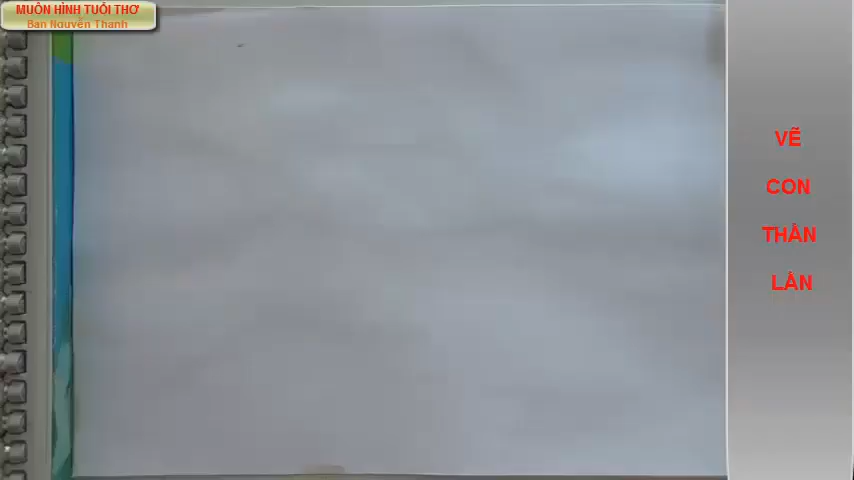 MUÔN HÌNH TUỔI THƠ
Ban Nguyễn Thanh
VẼ
CON
THẰN
LẰN